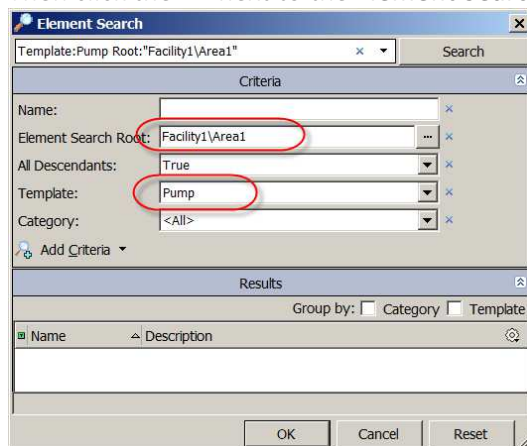 Element Search
Template:Pump Root:"Facility1\Area1" Search
Criteria
Name:
Element Search Root: Facility1\Area1 ...
All Descendants: True
Template: Pump
Category: <All>
Add Criteria
Results
Group by: Category Template
Name Description
OK Cancel Reset